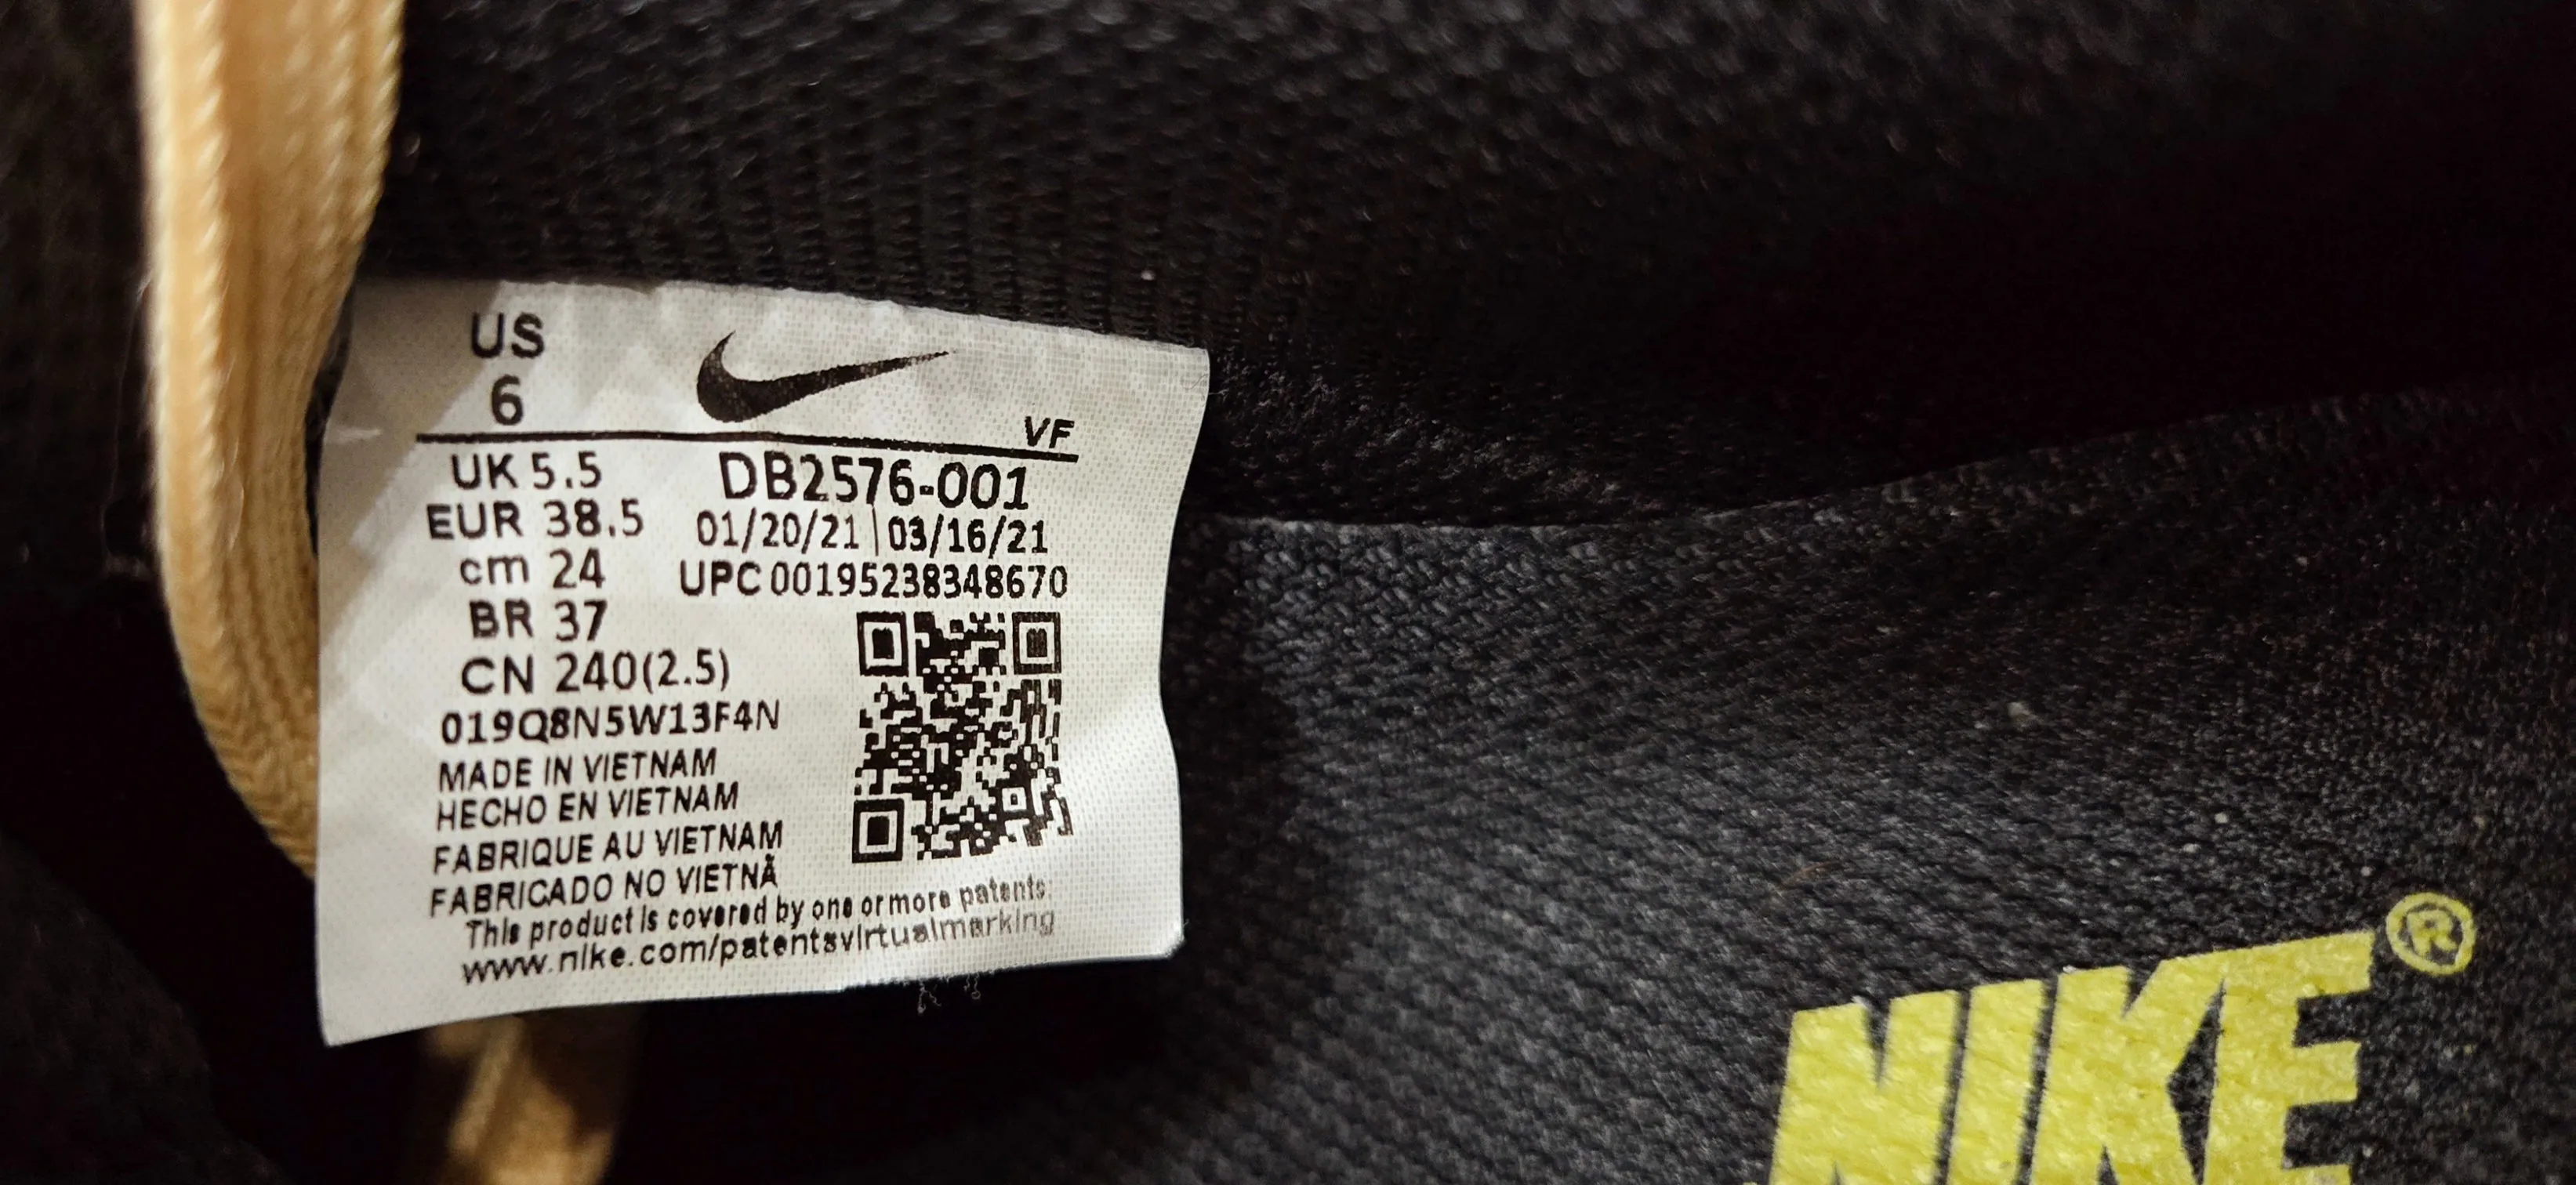 US
6
VF
UK 5.5
EUR 38.5
cm 24
BR 37
CN 240(2.5)
DB2576-001
01/20/21 | 03/16/21
UPC 00195238348670
019Q8N5W13F4N
MADE IN VIETNAM
HECHO EN VIETNAM
FABRIQUE AU VIETNAM
FABRICADO NO VIETNÃ
This product is covered by one or more patents:
www.nike.com/patentsvirtualmarking
NIKE®